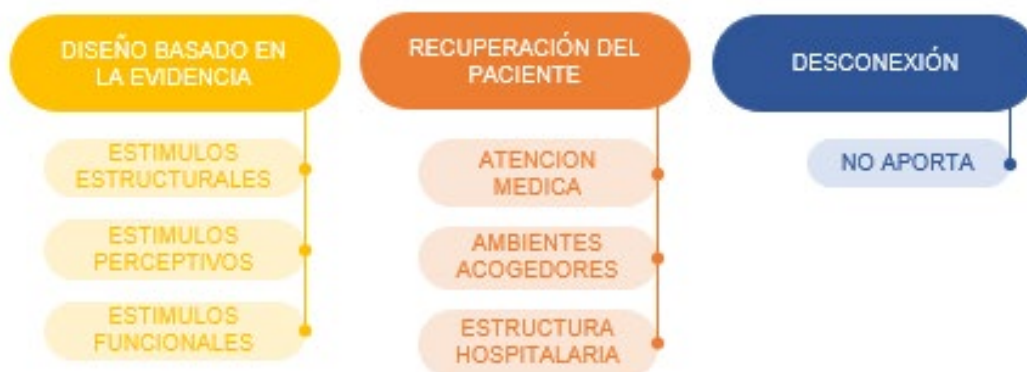 DISEÑO BASADO EN
LA EVIDENCIA
ESTIMULOS
ESTRUCTURALES
ESTIMULOS
PERCEPTIVOS
ESTIMULOS
FUNCIONALES
RECUPERACIÓN DEL
PACIENTE
ATENCION
MEDICA
AMBIENTES
ACOGEDORES
ESTRUCTURA
HOSPITALARIA
DESCONEXIÓN
NO APORTA